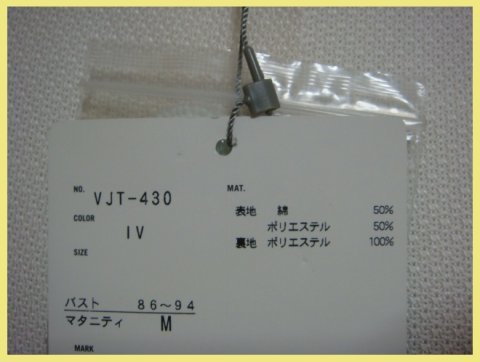 NO. VJT-430
COLOR
IV
SIZE
バスト 86～94
マタニティ M
MARK
MAT.
表地 綿 50%
ポリエステル 50%
裏地 ポリエステル 100%